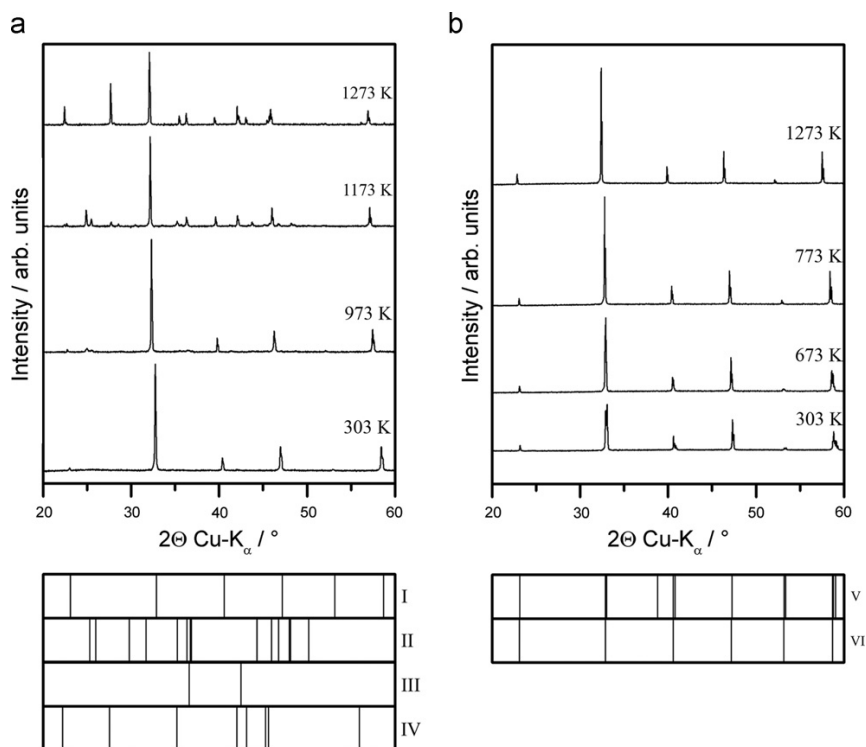 a
1273 K
1173 K
973 K
303 K
Intensity / arb. units
20 30 40 50 60
2Θ Cu-Kα / °
I
II
III
IV
b
1273 K
773 K
673 K
303 K
Intensity / arb. units
20 30 40 50 60
2Θ Cu-Kα / °
V
VI